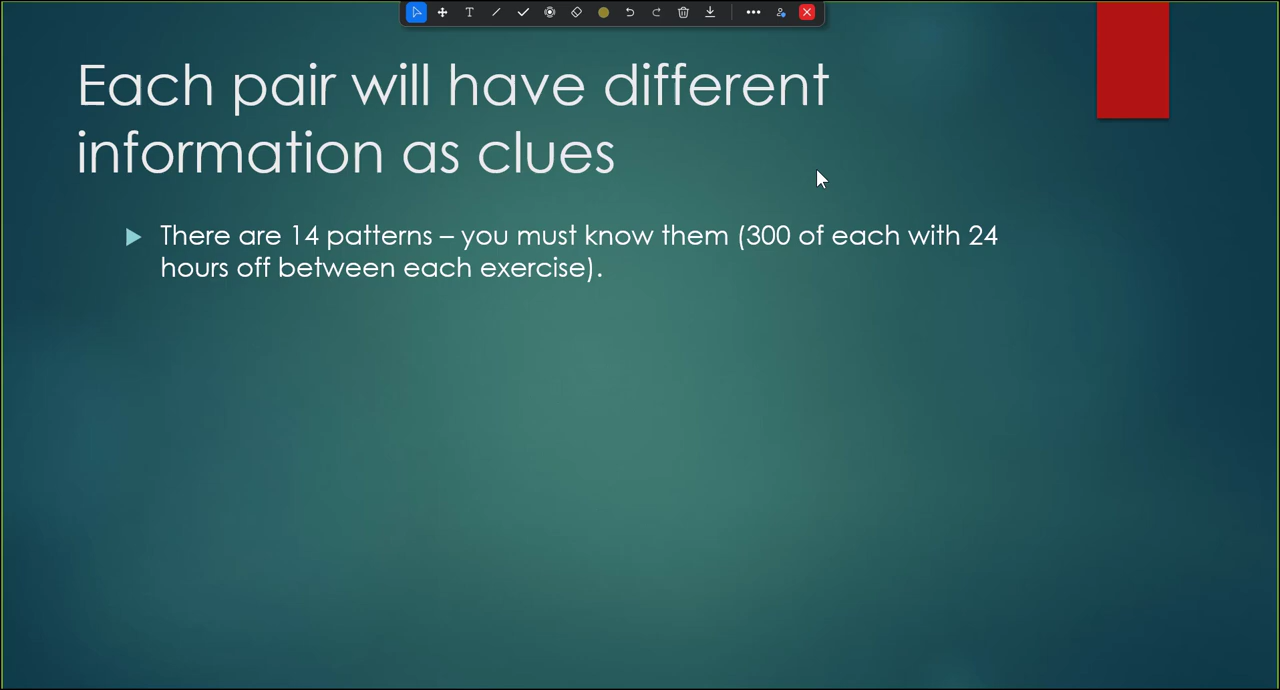 Each pair will have different
information as clues
There are 14 patterns – you must know them (300 of each with 24
hours off between each exercise).